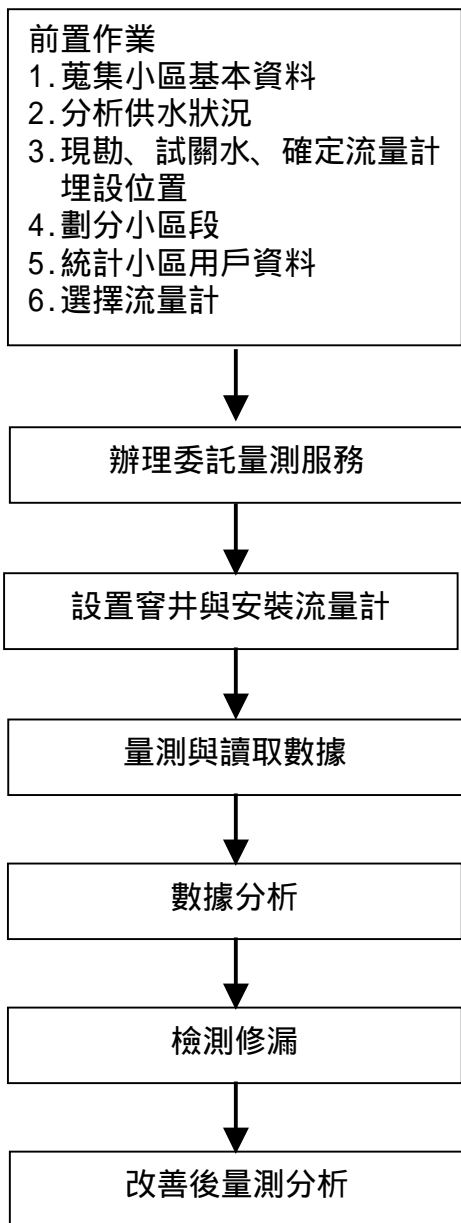 前置作業
1.蒐集小區基本資料
2.分析供水狀況
3.現勘、試關水、確定流量計
埋設位置
4.劃分小區段
5.統計小區用戶資料
6.選擇流量計
辦理委託量測服務
設置窨井與安裝流量計
量測與讀取數據
數據分析
檢測修漏
改善後量測分析